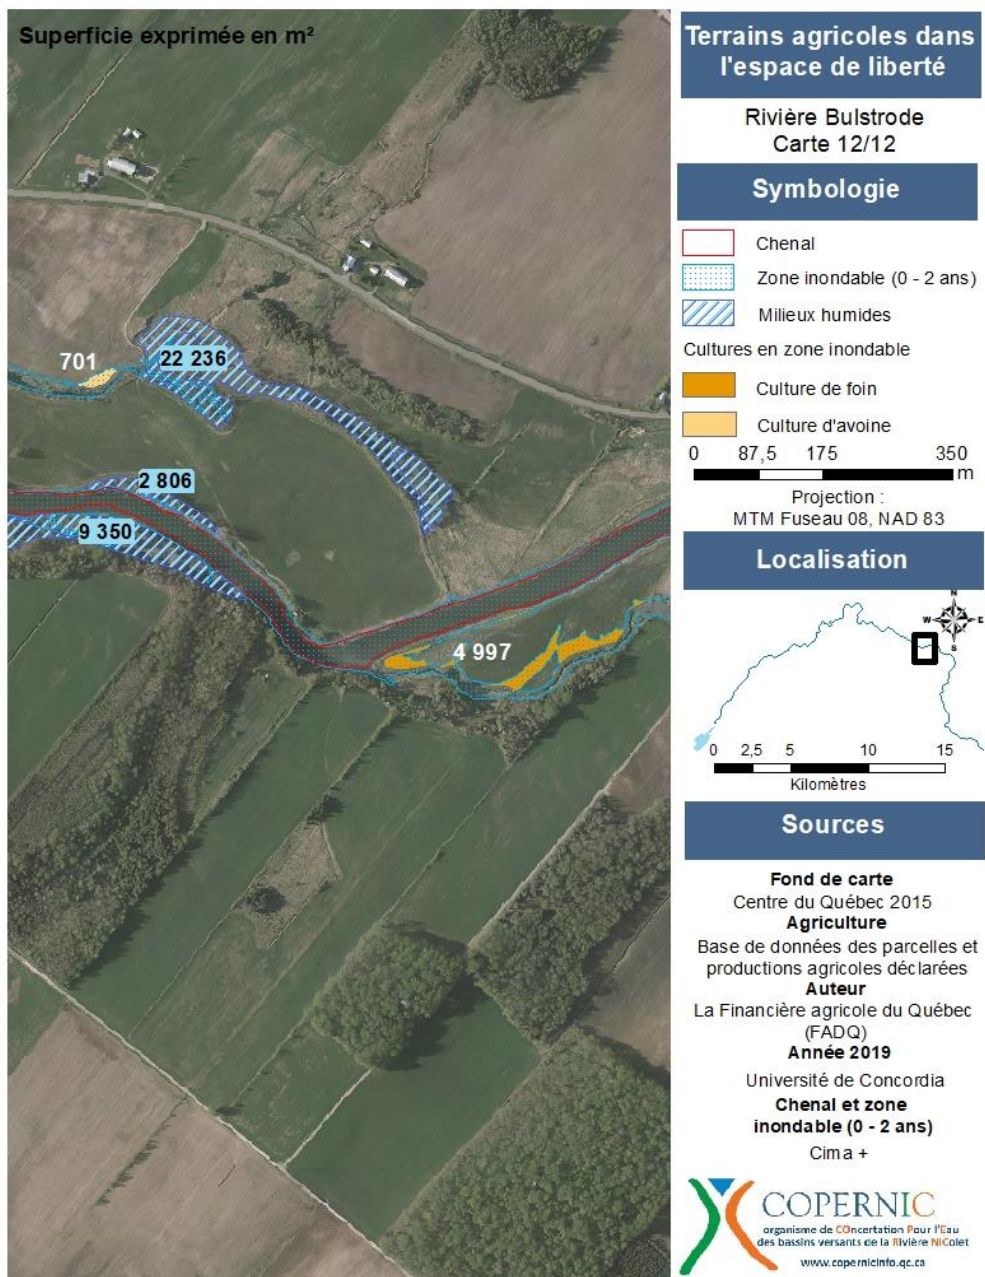 Superficie exprimée en m²
701
22 236
2 806
9 350
4 997
Terrains agricoles dans
l'espace de liberté
Rivière Bulstrode
Carte 12/12
Symbologie
Chenal
Zone inondable (0 - 2 ans)
Milieux humides
Cultures en zone inondable
Culture de foin
Culture d'avoine
0 87,5 175 350
m
Projection :
MTM Fuseau 08, NAD 83
Localisation
N
W E
S
0 2,5 5 10 15
Kilomètres
Sources
Fond de carte
Centre du Québec 2015
Agriculture
Base de données des parcelles et
productions agricoles déclarées
Auteur
La Financière agricole du Québec
(FADQ)
Année 2019
Université de Concordia
Chenal et zone
inondable (0 - 2 ans)
Cima +
COPERNIC
organisme de COncertation Pour l'Eau
des bassins versants de la Rivière NIColet
www.copernicinfo.qc.ca